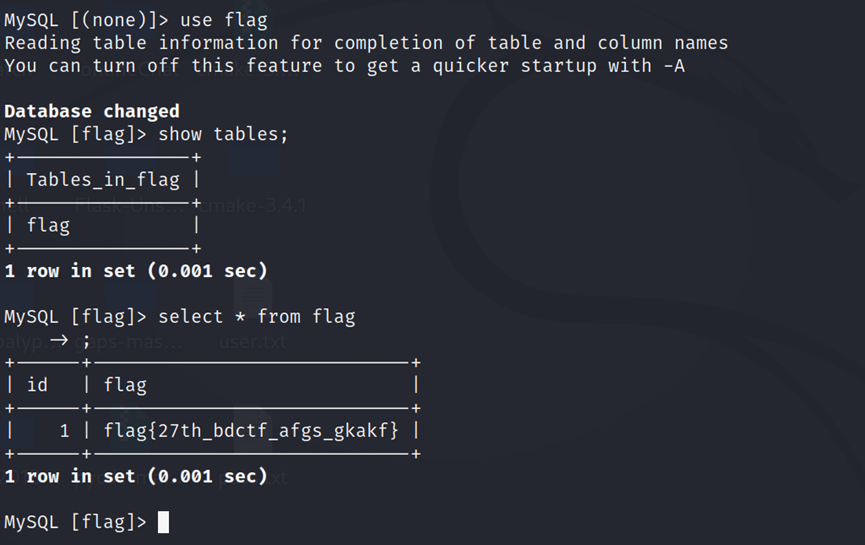 MySQL [(none)]> use flag
Reading table information for completion of table and column names
You can turn off this feature to get a quicker startup with -A
Database changed
MySQL [flag]> show tables;
+----------------+
| Tables_in_flag |
+----------------+
| flag           |
+----------------+
1 row in set (0.001 sec)
MySQL [flag]> select * from flag
    -> ;
+------+-----------------------------+
| id   | flag                        |
+------+-----------------------------+
|    1 | flag{27th_bdctf_afgs_gkakf} |
+------+-----------------------------+
1 row in set (0.001 sec)
MySQL [flag]>